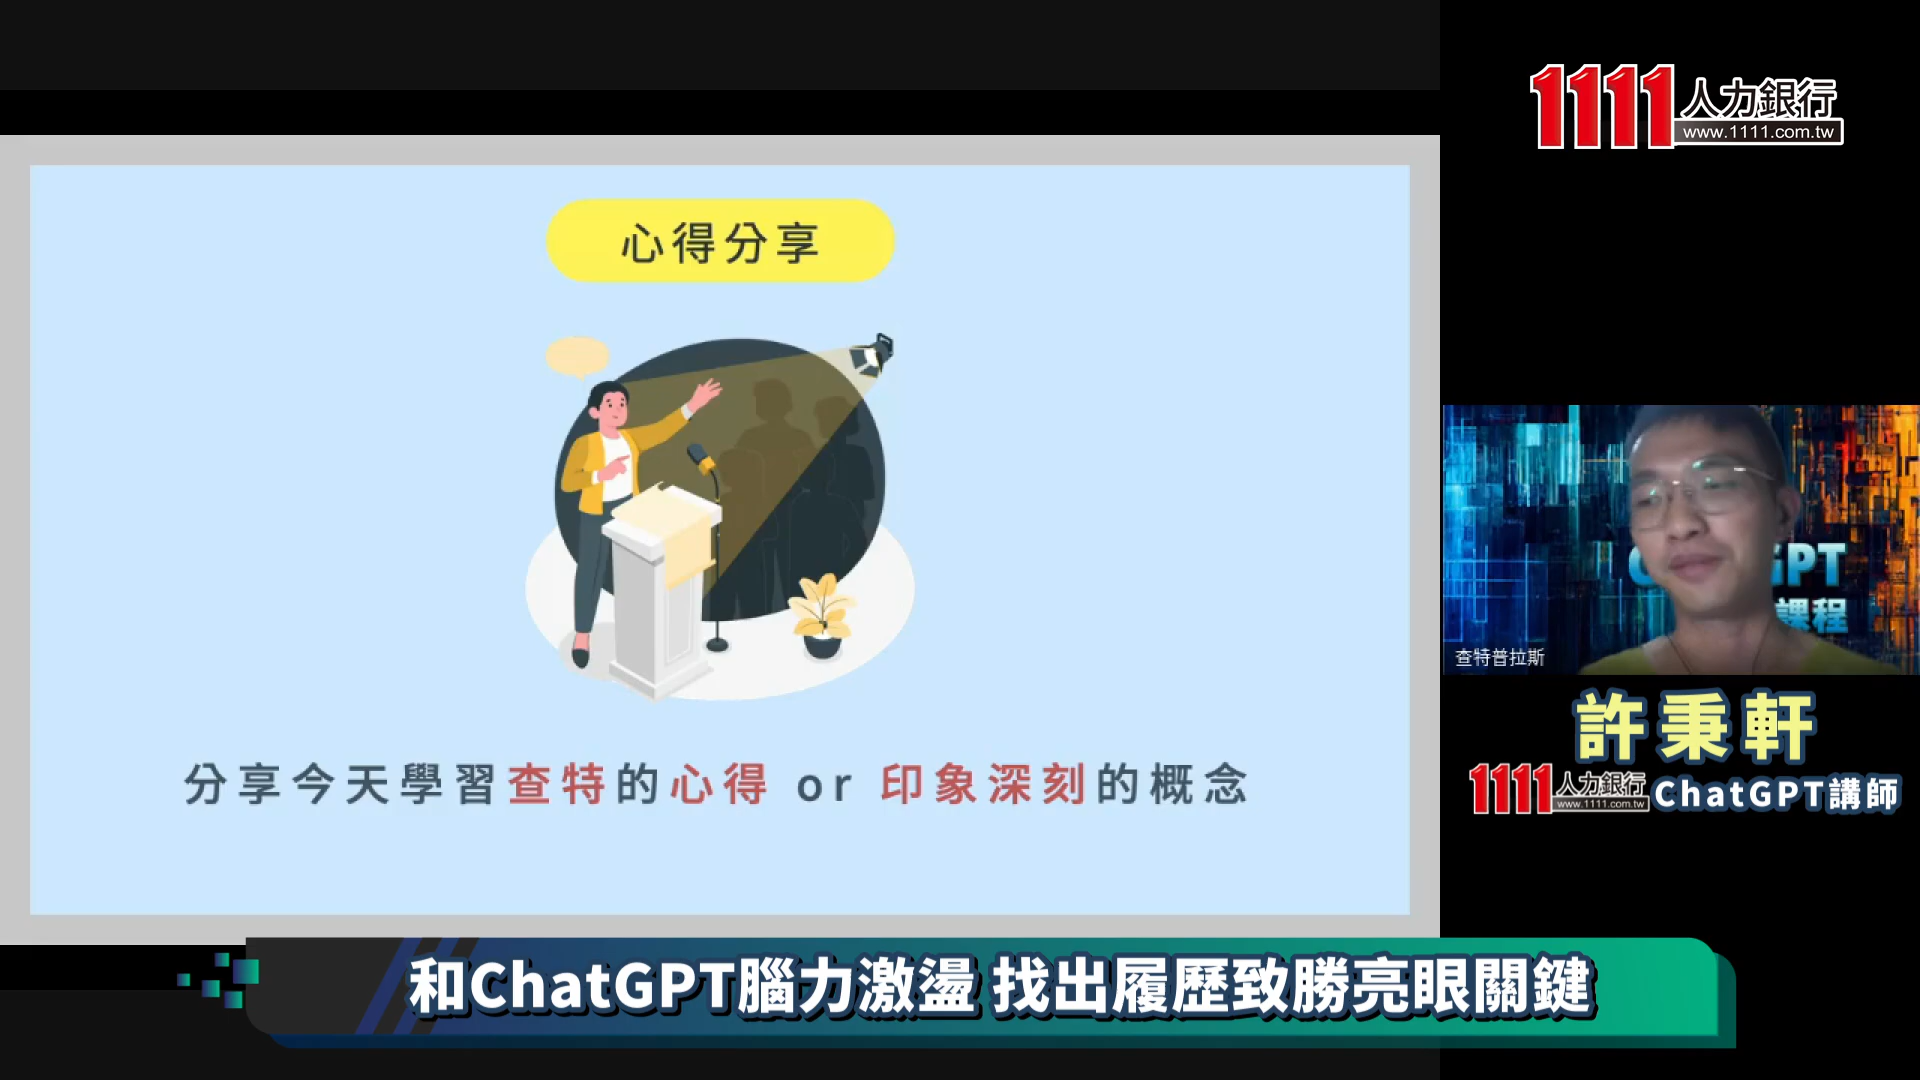 1111人力銀行
www.1111.com.tw
心得分享
分享今天學習查特的心得 or 印象深刻的概念
GPT
課程
查特普拉斯
許秉軒
1111人力銀行
www.1111.com.tw
ChatGPT講師
和ChatGPT腦力激盪 找出履歷致勝亮眼關鍵